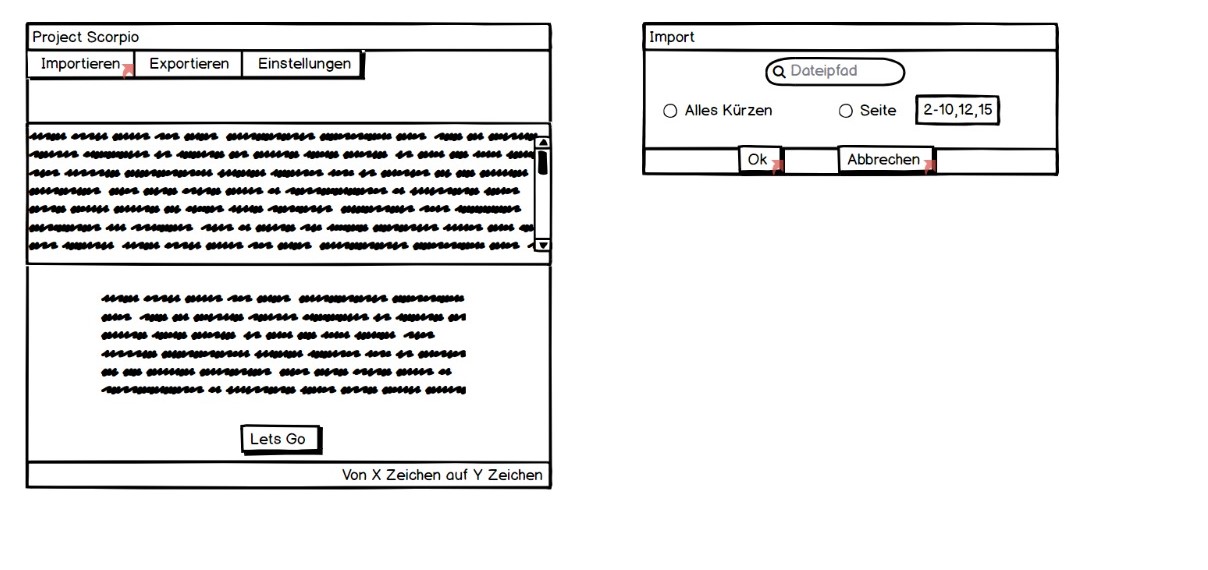 Project Scorpio
Importieren Exportieren Einstellungen
Lets Go
Von X Zeichen auf Y Zeichen
Import
Dateipfad
Alles Kürzen Seite 2-10,12,15
Ok Abbrechen